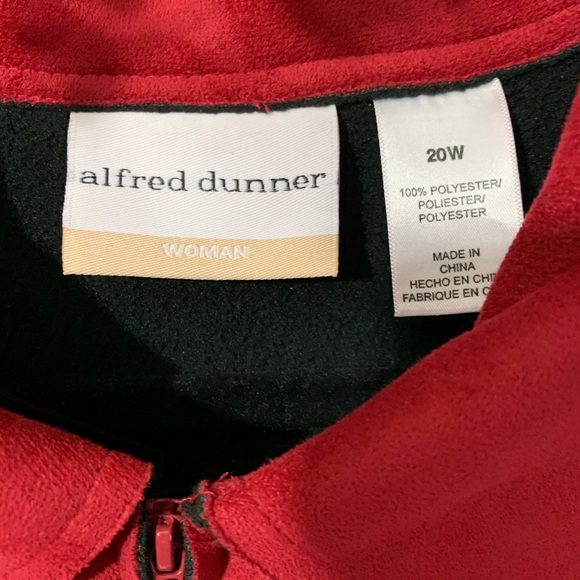 alfred dunner
WOMAN
20W
100% POLYESTER/
POLIESTER/
POLYESTER
MADE IN
CHINA
HECHO EN
FABRIQUE EN